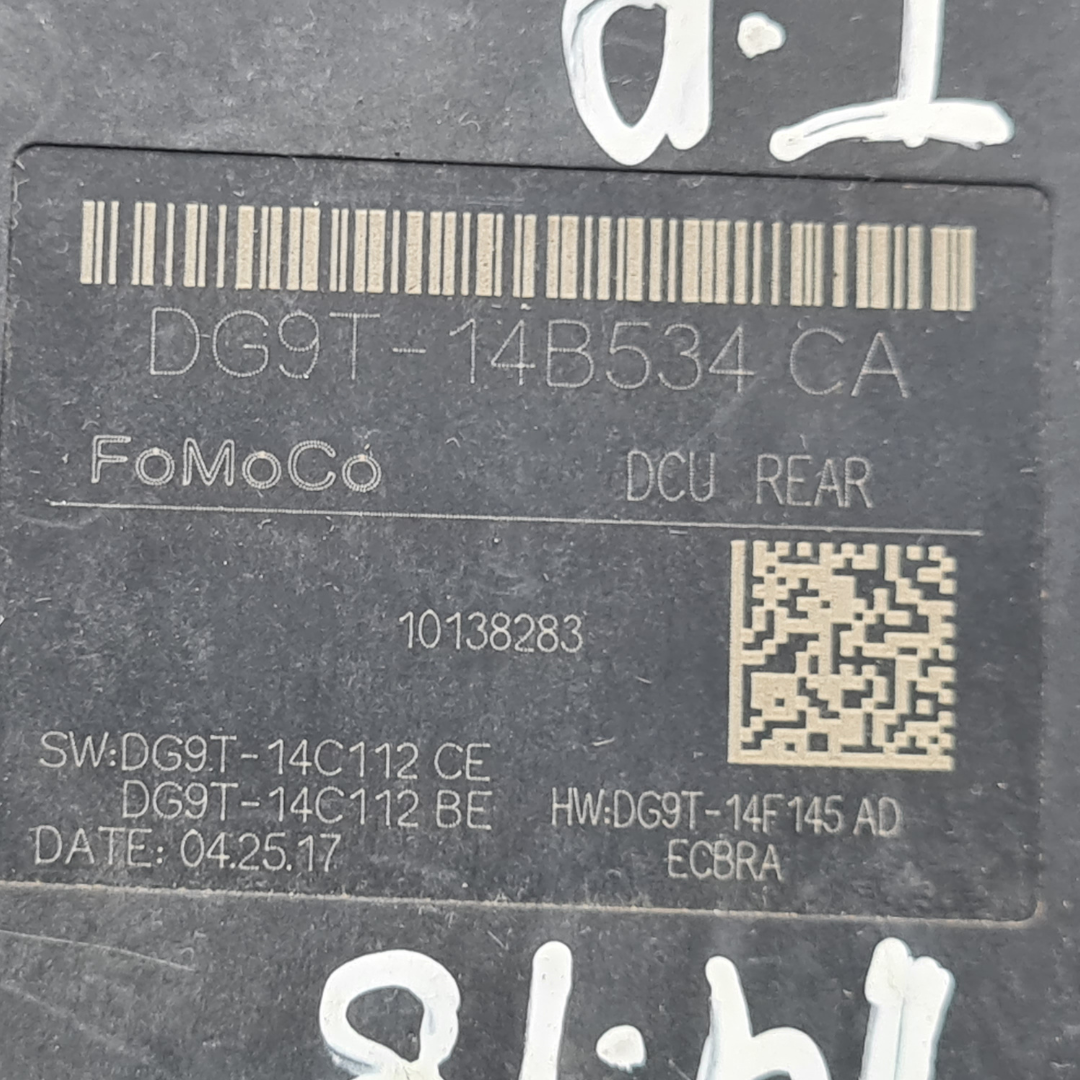 DG9T-14B534 CA
FoMoCo DCU REAR
10138283
SW:DG9T-14C112 CE
DG9T-14C112 BE HW:DG9T-14F145 AD
DATE: 04.25.17 ECBRA